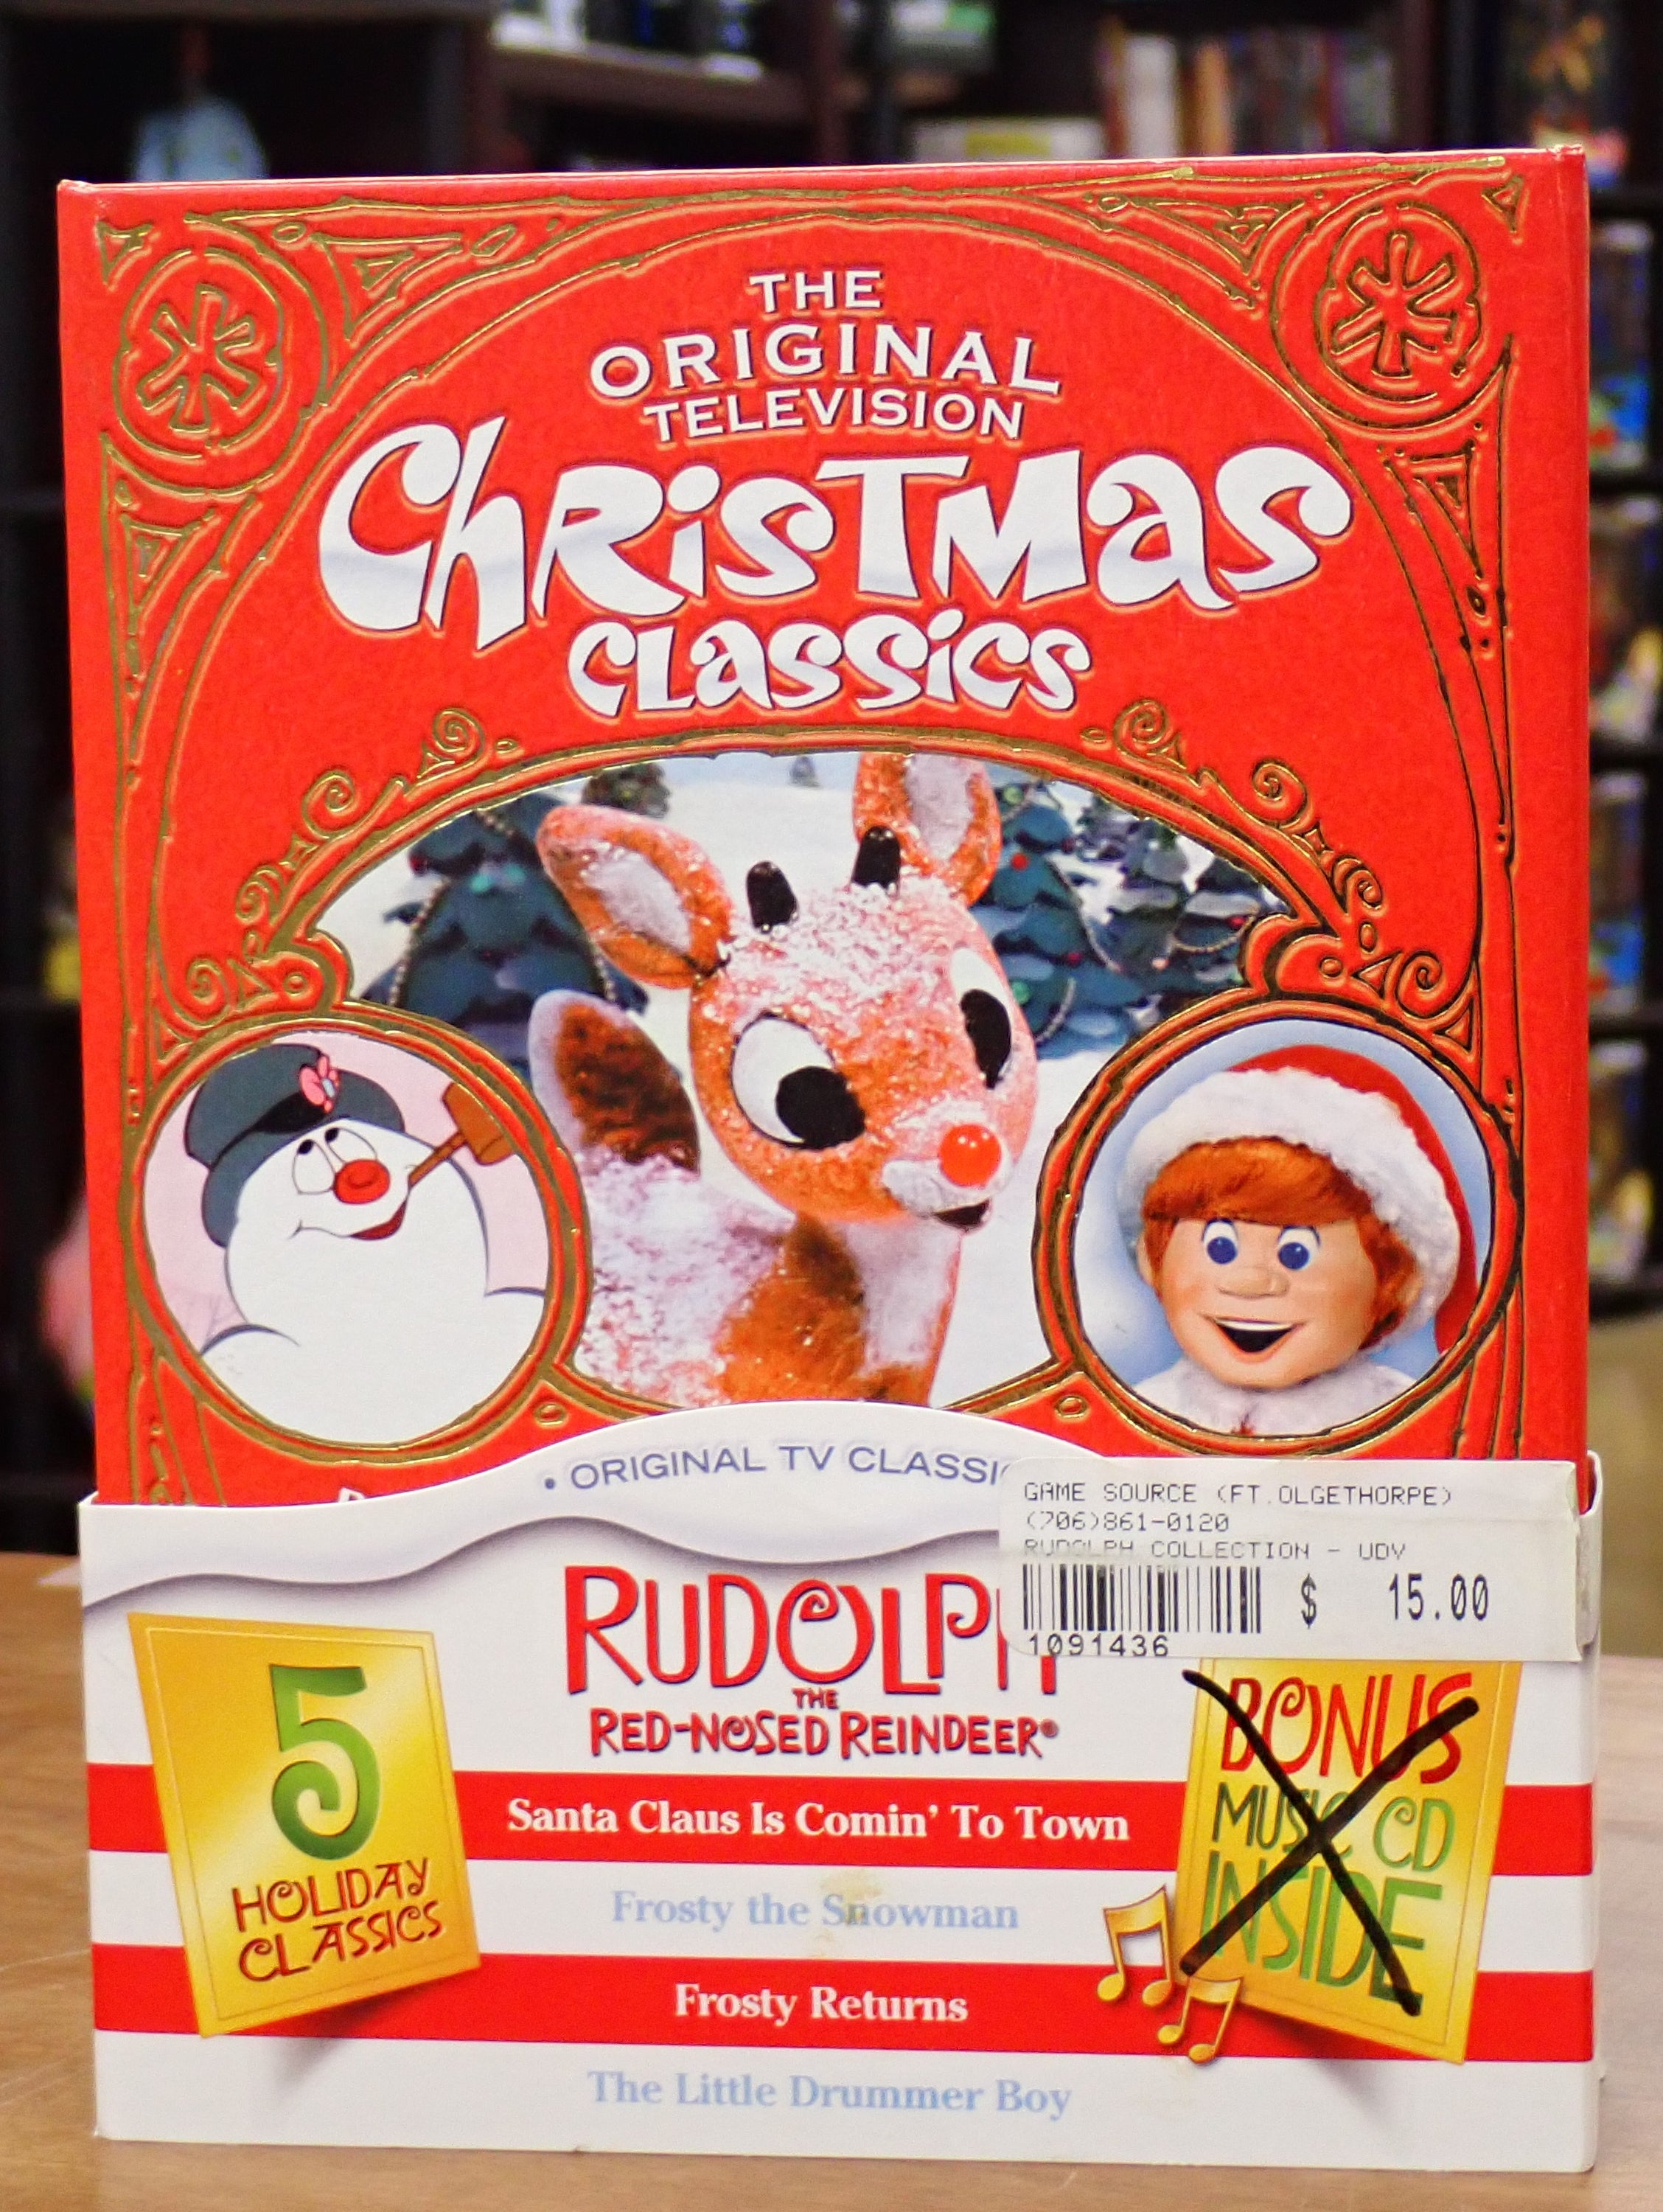 THE
ORIGINAL
TELEVISION
CHRISTMAS
CLASSICS
• ORIGINAL TV
GAME SOURCE (FT.OLGETHORPE)
(706)861-0120
RUDOLPH COLLECTION - UDV
$ 15.00
1091436
RUDOLPH
THE
RED-NOSED REINDEER®
5
HOLIDAY
CLASSICS
BONUS
MUSIC CD
INSIDE
Santa Claus Is Comin' To Town
Frosty the Snowman
Frosty Returns
The Little Drummer Boy